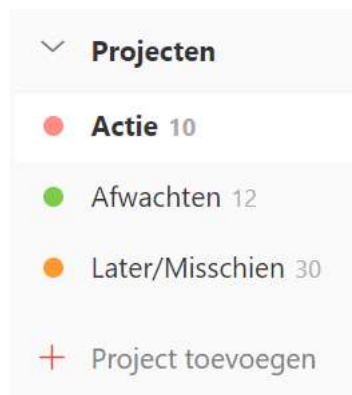 Projecten
Actie 10
Afwachten 12
Later/Misschien 30
Project toevoegen